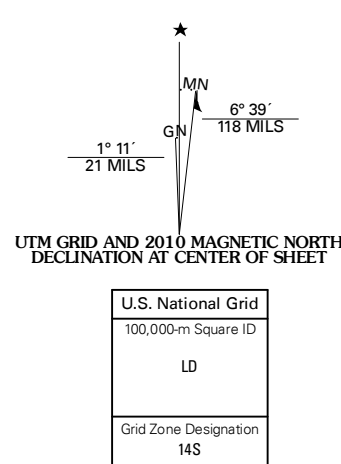 ★
MN
6° 39´
118 MILS
GN
1° 11´
21 MILS
UTM GRID AND 2010 MAGNETIC NORTH
DECLINATION AT CENTER OF SHEET
U.S. National Grid
100,000-m Square ID
LD
Grid Zone Designation
14S